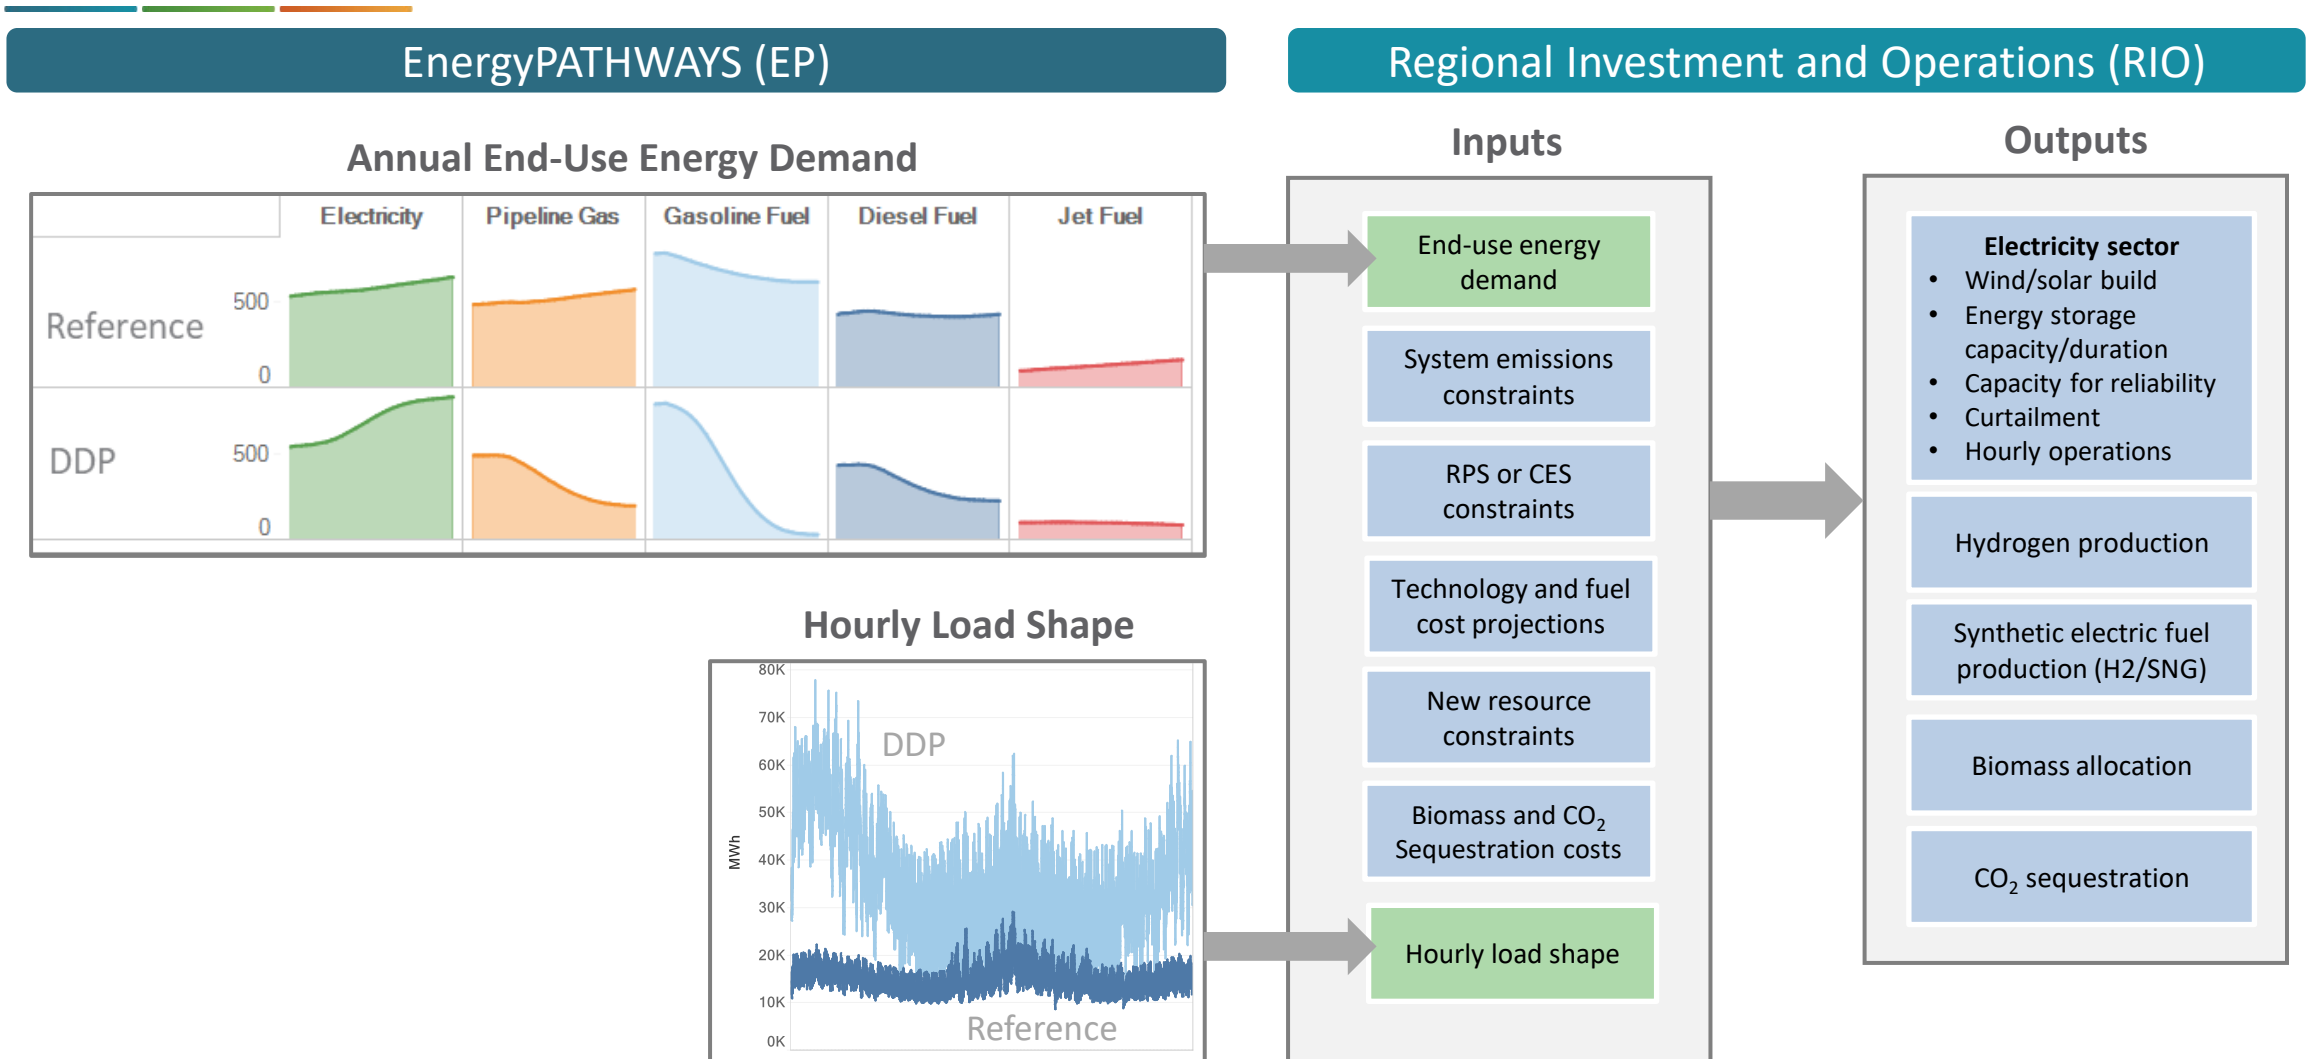 EnergyPATHWAYS (EP)
Regional Investment and Operations (RIO)
Annual End-Use Energy Demand
Electricity
Pipeline Gas
Gasoline Fuel
Diesel Fuel
Jet Fuel
Reference
500
0
DDP
500
0
Hourly Load Shape
80K
70K
60K
50K
40K
30K
20K
10K
0K
MWh
DDP
Reference
Inputs
End-use energy
demand
System emissions
constraints
RPS or CES
constraints
Technology and fuel
cost projections
New resource
constraints
Biomass and CO₂
Sequestration costs
Hourly load shape
Outputs
Electricity sector
• Wind/solar build
• Energy storage
capacity/duration
• Capacity for reliability
• Curtailment
• Hourly operations
Hydrogen production
Synthetic electric fuel
production (H2/SNG)
Biomass allocation
CO₂ sequestration